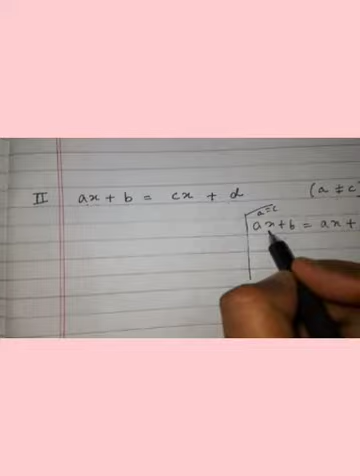 II ax + b = cx + d (a ≠ c)
a = c
ax + b = ax +